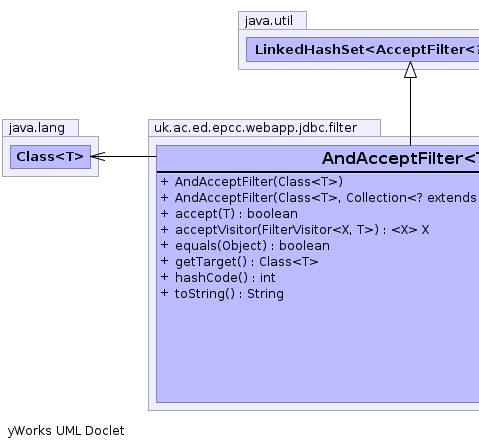 java.util
LinkedHashSet<AcceptFilter<?
java.lang
Class<T>
uk.ac.ed.epcc.webapp.jdbc.filter
AndAcceptFilter<T
+ AndAcceptFilter(Class<T>)
+ AndAcceptFilter(Class<T>, Collection<? extends
+ accept(T) : boolean
+ acceptVisitor(FilterVisitor<X, T>) : <X> X
+ equals(Object) : boolean
+ getTarget() : Class<T>
+ hashCode() : int
+ toString() : String
yWorks UML Doclet